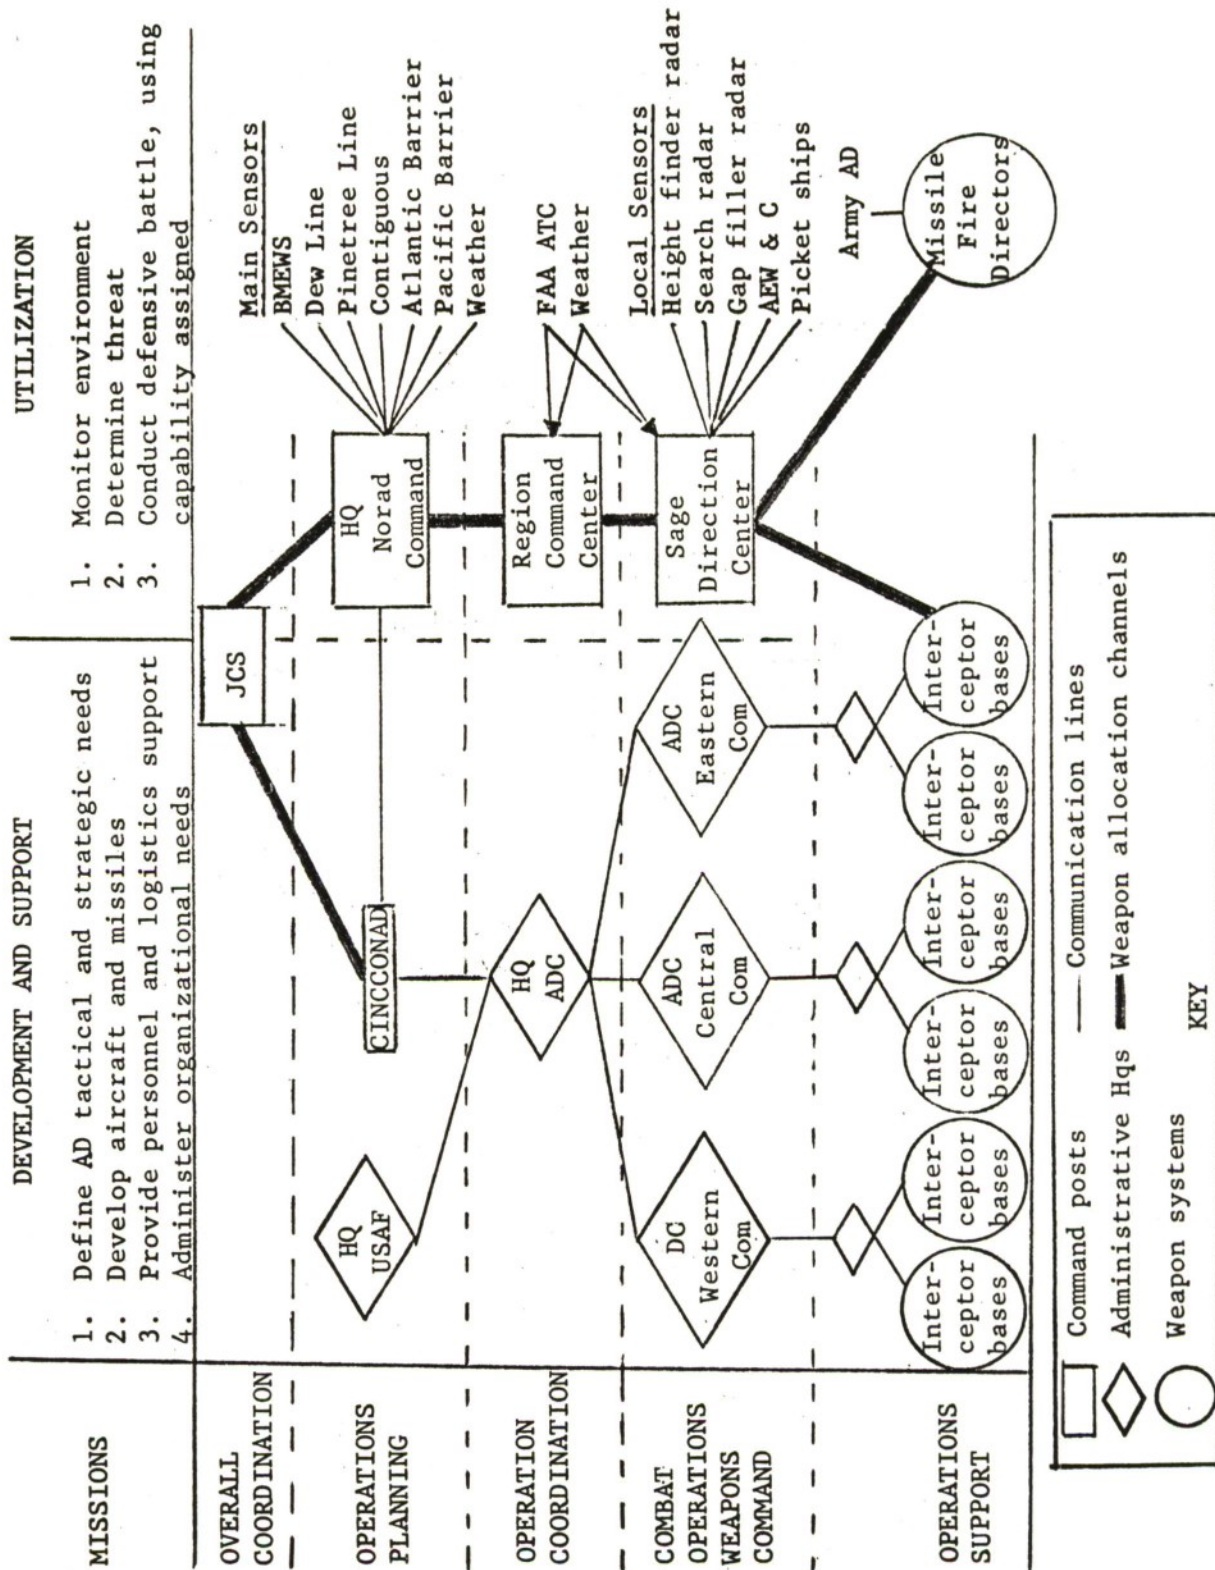 MISSIONS
DEVELOPMENT AND SUPPORT
1. Define AD tactical and strategic needs
2. Develop aircraft and missiles
3. Provide personnel and logistics support
4. Administer organizational needs
UTILIZATION
1. Monitor environment
2. Determine threat
3. Conduct defensive battle, using
capability assigned
OVERALL
COORDINATION
JCS
OPERATIONS
PLANNING
HQ
USAF
CINCCONAD
HQ
Norad
Command
Main Sensors
BMEWS
Dew Line
Pinetree Line
Contiguous
Atlantic Barrier
Pacific Barrier
Weather
OPERATION
COORDINATION
HQ
ADC
Region
Command
Center
FAA ATC
Weather
COMBAT
OPERATIONS
WEAPONS
COMMAND
DC
Western
Com
ADC
Central
Com
ADC
Eastern
Com
Sage
Direction
Center
Local Sensors
Height finder radar
Search radar
Gap filler radar
AEW & C
Picket ships
OPERATIONS
SUPPORT
Inter-
ceptor
bases
Inter-
ceptor
bases
Inter-
ceptor
bases
Inter-
ceptor
bases
Inter-
ceptor
bases
Inter-
ceptor
bases
Army AD
Missile
Fire
Directors
Command posts
Communication lines
Administrative Hqs
Weapon allocation channels
Weapon systems
KEY